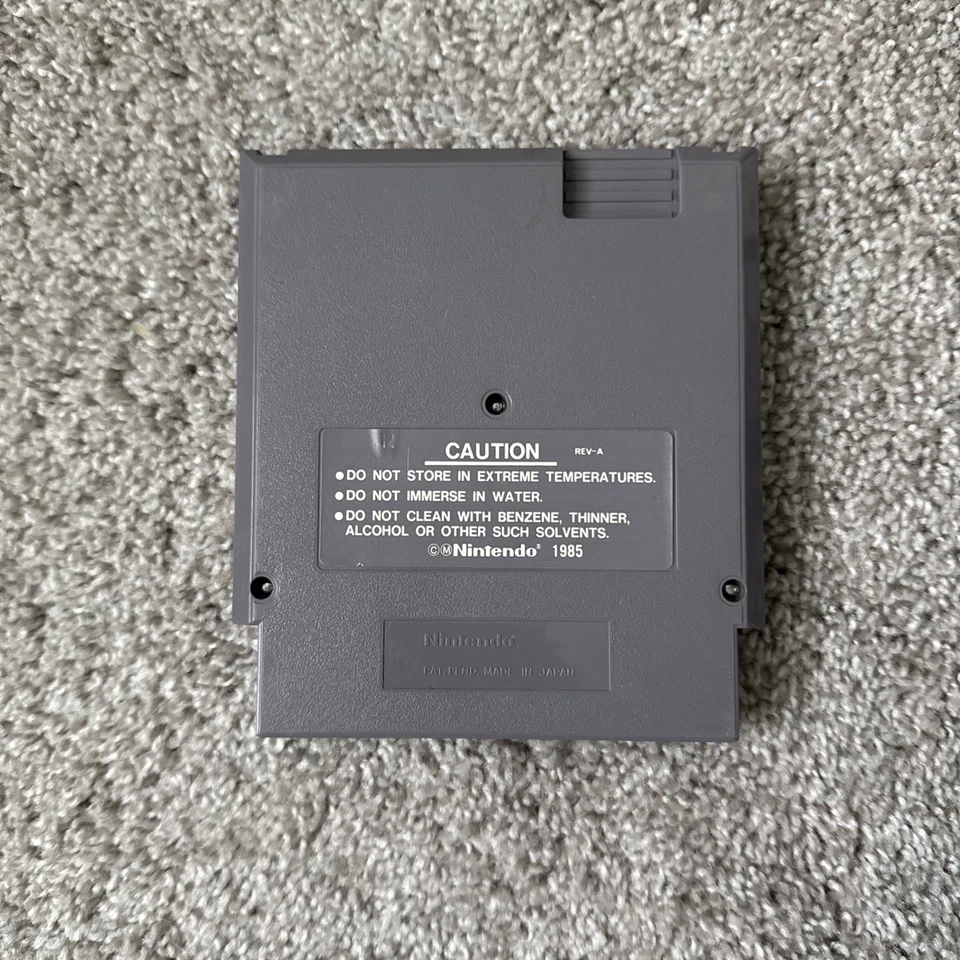 CAUTION REV-A
●DO NOT STORE IN EXTREME TEMPERATURES.
●DO NOT IMMERSE IN WATER.
●DO NOT CLEAN WITH BENZENE, THINNER,
ALCOHOL OR OTHER SUCH SOLVENTS.
©ⓂNintendo® 1985
Nintendo®
PAT.PEND. MADE IN JAPAN